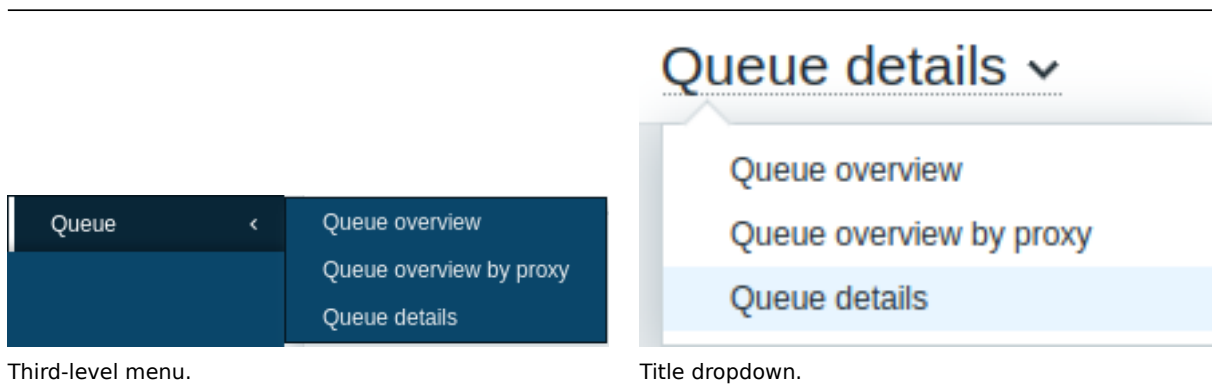 Queue details
Queue overview
Queue overview by proxy
Queue details
Queue
Queue overview
Queue overview by proxy
Queue details
Third-level menu.
Title dropdown.